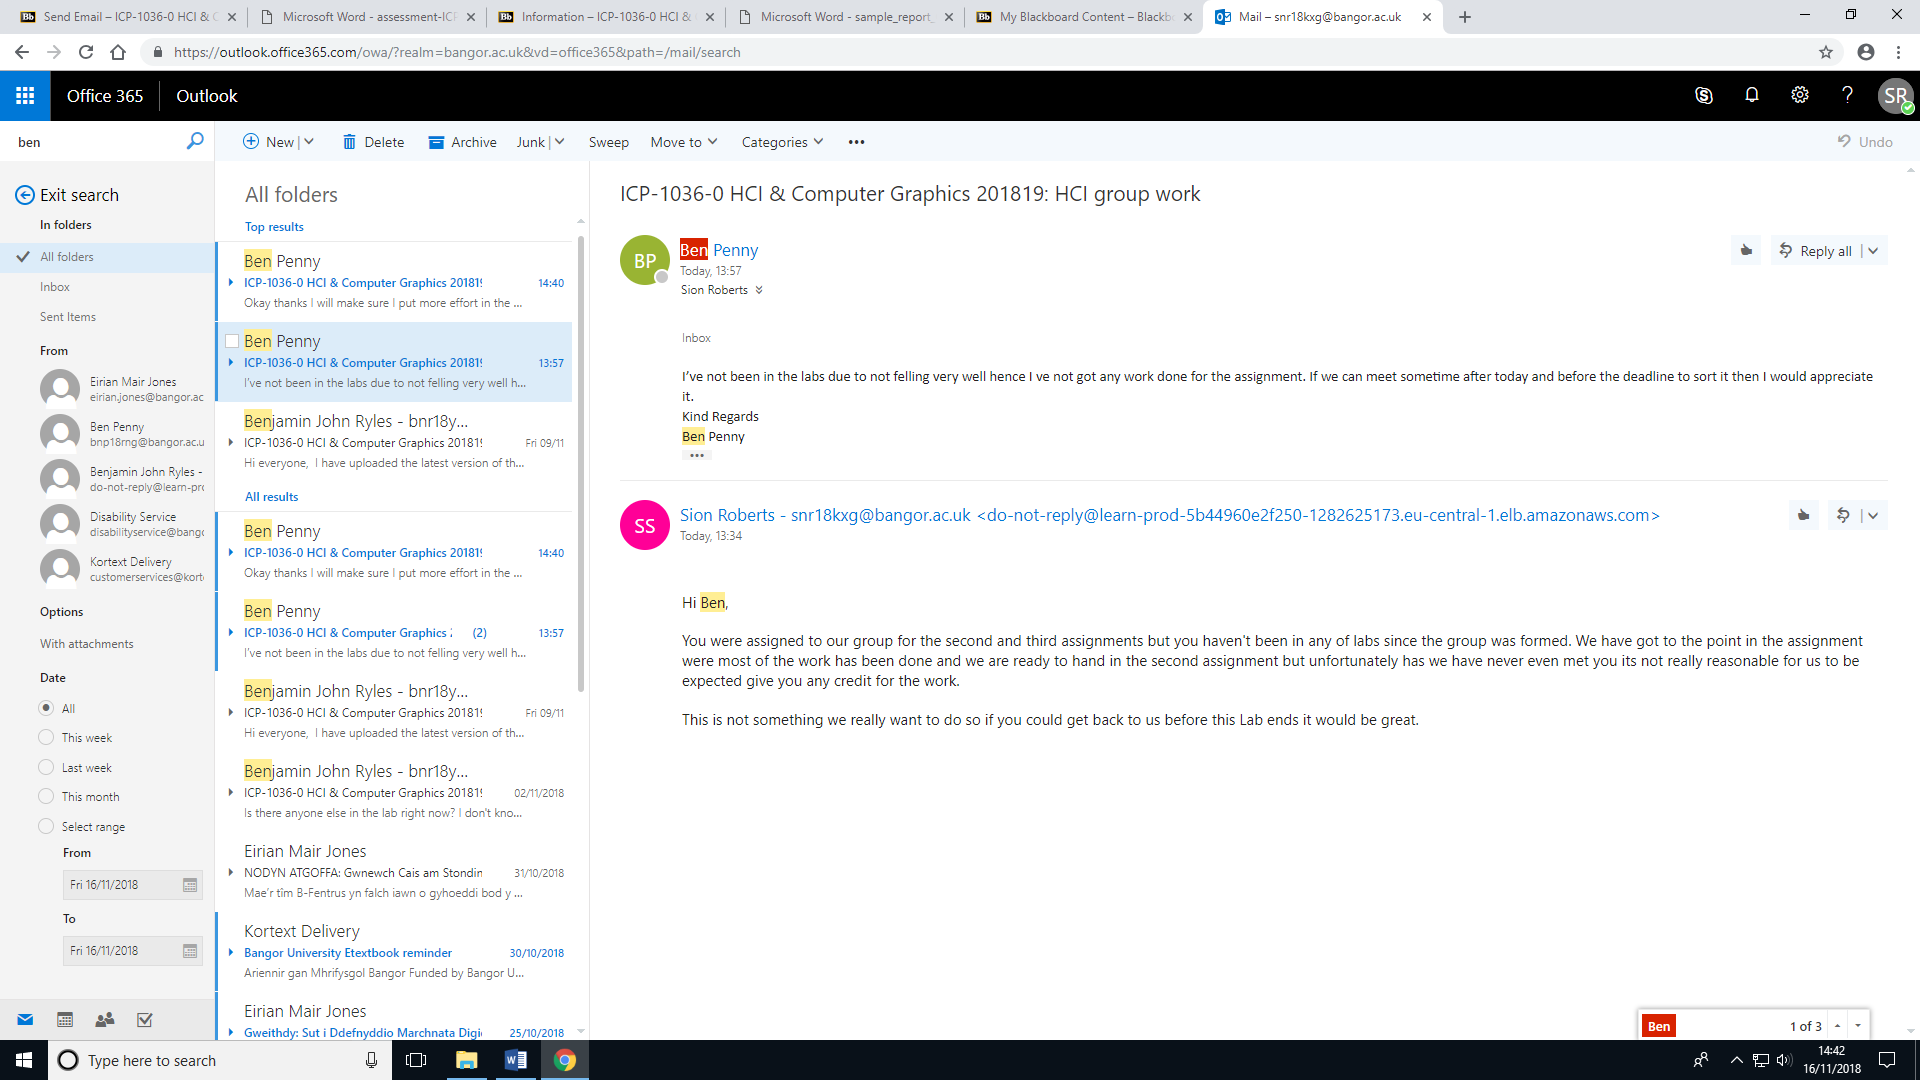 Send Email – ICP-1036-0 HCI & C
Microsoft Word - assessment-ICP
Information – ICP-1036-0 HCI &
Microsoft Word - sample_report_
My Blackboard Content – Blackb
Mail – snr18kxg@bangor.ac.uk
https://outlook.office365.com/owa/?realm=bangor.ac.uk&vd=office365&path=/mail/search
Office 365
Outlook
SR
ben
New
Delete
Archive
Junk
Sweep
Move to
Categories
Undo
Exit search
In folders
All folders
Inbox
Sent Items
From
Eirian Mair Jones
eirian.jones@bangor.ac
Ben Penny
bnp18rng@bangor.ac.u
Benjamin John Ryles -
do-not-reply@learn-pro
Disability Service
disabilityservice@bango
Kortext Delivery
customerservices@korte
Options
With attachments
Date
All
This week
Last week
This month
Select range
From
Fri 16/11/2018
To
Fri 16/11/2018
All folders
Top results
Ben Penny
ICP-1036-0 HCI & Computer Graphics 201819
14:40
Okay thanks I will make sure I put more effort in the ...
Ben Penny
ICP-1036-0 HCI & Computer Graphics 201819
13:57
I've not been in the labs due to not felling very well h...
Benjamin John Ryles - bnr18y...
ICP-1036-0 HCI & Computer Graphics 201819
Fri 09/11
Hi everyone, I have uploaded the latest version of th...
All results
Ben Penny
ICP-1036-0 HCI & Computer Graphics 201819
14:40
Okay thanks I will make sure I put more effort in the ...
Ben Penny
ICP-1036-0 HCI & Computer Graphics
(2)
13:57
I've not been in the labs due to not felling very well h...
Benjamin John Ryles - bnr18y...
ICP-1036-0 HCI & Computer Graphics 201819
Fri 09/11
Hi everyone, I have uploaded the latest version of th...
Benjamin John Ryles - bnr18y...
ICP-1036-0 HCI & Computer Graphics 201819
02/11/2018
Is there anyone else in the lab right now? I don't kno...
Eirian Mair Jones
NODYN ATGOFFA: Gwnewch Cais am Stondin
31/10/2018
Mae'r tîm B-Fentrus yn falch iawn o gyhoeddi bod y ...
Kortext Delivery
Bangor University Etextbook reminder
30/10/2018
Ariennir gan Mhrifysgol Bangor Funded by Bangor U...
Eirian Mair Jones
Gweithdy: Sut i Ddefnyddio Marchnata Digi
25/10/2018
ICP-1036-0 HCI & Computer Graphics 201819: HCI group work
BP
Ben Penny
Today, 13:57
Sion Roberts
Reply all
Inbox
I've not been in the labs due to not felling very well hence I ve not got any work done for the assignment. If we can meet sometime after today and before the deadline to sort it then I would appreciate
it.
Kind Regards
Ben Penny
SS
Sion Roberts - snr18kxg@bangor.ac.uk <do-not-reply@learn-prod-5b44960e2f250-1282625173.eu-central-1.elb.amazonaws.com>
Today, 13:34
Hi Ben,
You were assigned to our group for the second and third assignments but you haven't been in any of labs since the group was formed. We have got to the point in the assignment
were most of the work has been done and we are ready to hand in the second assignment but unfortunately has we have never even met you its not really reasonable for us to be
expected give you any credit for the work.
This is not something we really want to do so if you could get back to us before this Lab ends it would be great.
Ben
1 of 3
Type here to search
14:42
16/11/2018